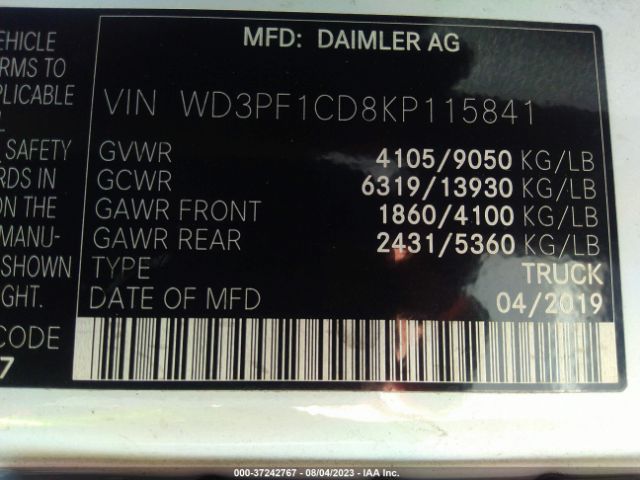 MFD: DAIMLER AG
EHICLE
RMS TO
PLICABLE
SAFETY
RDS IN
ON THE
MANU-
SHOWN
GHT.
CODE
7
VIN WD3PF1CD8KP115841
GVWR 4105/9050 KG/LB
GCWR 6319/13930 KG/LB
GAWR FRONT 1860/4100 KG/LB
GAWR REAR 2431/5360 KG/LB
TYPE TRUCK
DATE OF MFD 04/2019
000-37242767 - 08/04/2023 - IAA Inc.